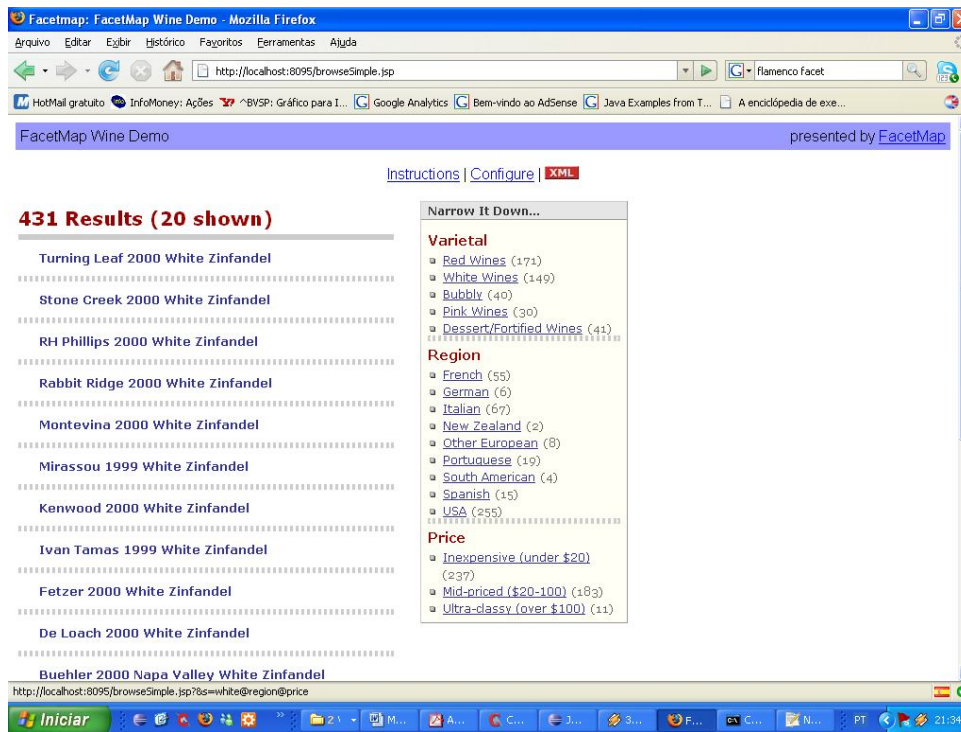 Facetmap: FacetMap Wine Demo - Mozilla Firefox
Arquivo Editar Exibir Histórico Favoritos Ferramentas Ajuda
http://localhost:8095/browseSimple.jsp
flamenco facet
HotMail gratuito InfoMoney: Ações ^BVSP: Gráfico para I... Google Analytics Bem-vindo ao AdSense Java Examples from T... A enciclópedia de exe...
FacetMap Wine Demo presented by FacetMap
Instructions | Configure | XML
431 Results (20 shown)
Turning Leaf 2000 White Zinfandel
Stone Creek 2000 White Zinfandel
RH Phillips 2000 White Zinfandel
Rabbit Ridge 2000 White Zinfandel
Montevina 2000 White Zinfandel
Mirassou 1999 White Zinfandel
Kenwood 2000 White Zinfandel
Ivan Tamas 1999 White Zinfandel
Fetzer 2000 White Zinfandel
De Loach 2000 White Zinfandel
Buehler 2000 Napa Valley White Zinfandel
Narrow It Down...
Varietal
Red Wines (171)
White Wines (149)
Bubbly (40)
Pink Wines (30)
Dessert/Fortified Wines (41)
Region
French (55)
German (6)
Italian (67)
New Zealand (2)
Other European (8)
Portuguese (19)
South American (4)
Spanish (15)
USA (255)
Price
Inexpensive (under $20)
(237)
Mid-priced ($20-100) (183)
Ultra-classy (over $100) (11)
http://localhost:8095/browseSimple.jsp?&s=white@region@price
Iniciar » 2 M... A... C... J... 3... F... C... N... PT 21:34